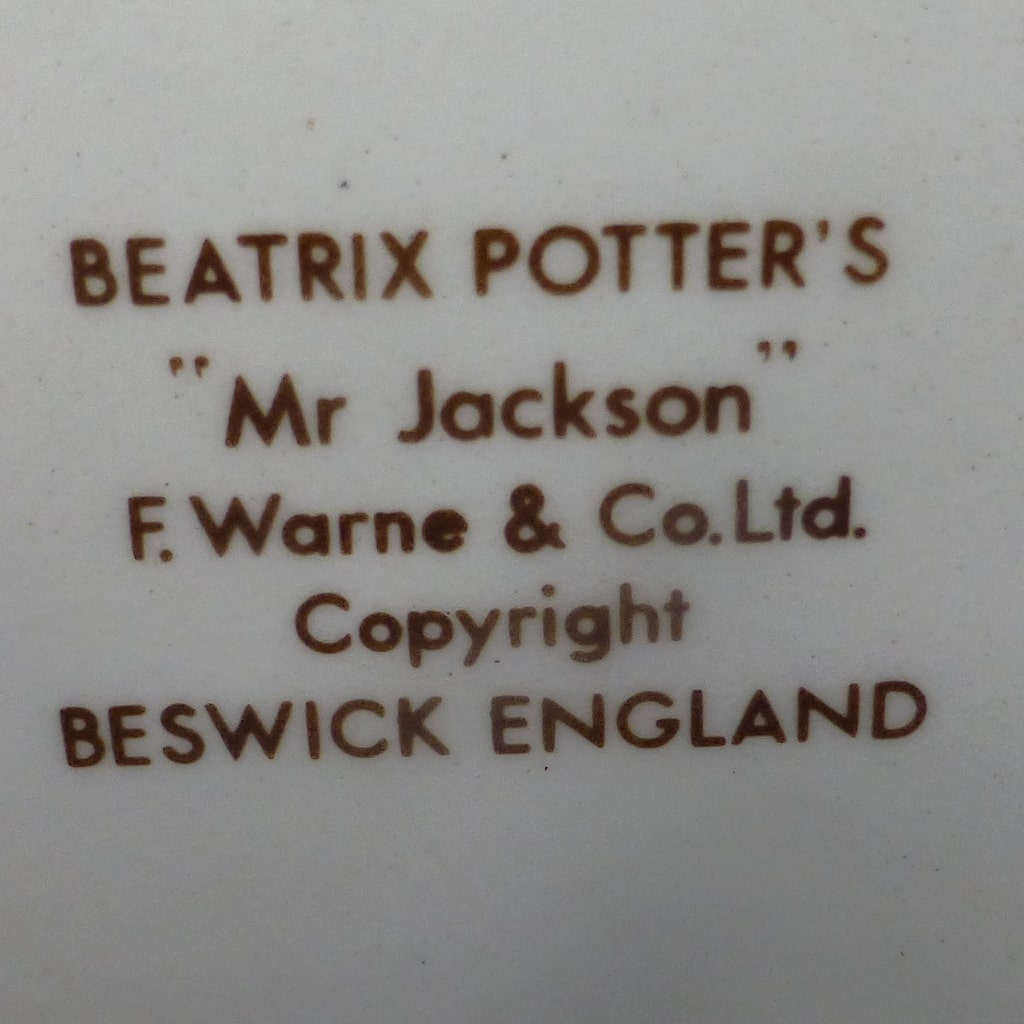 BEATRIX POTTER'S
"Mr Jackson"
F. Warne & Co. Ltd.
Copyright
BESWICK ENGLAND